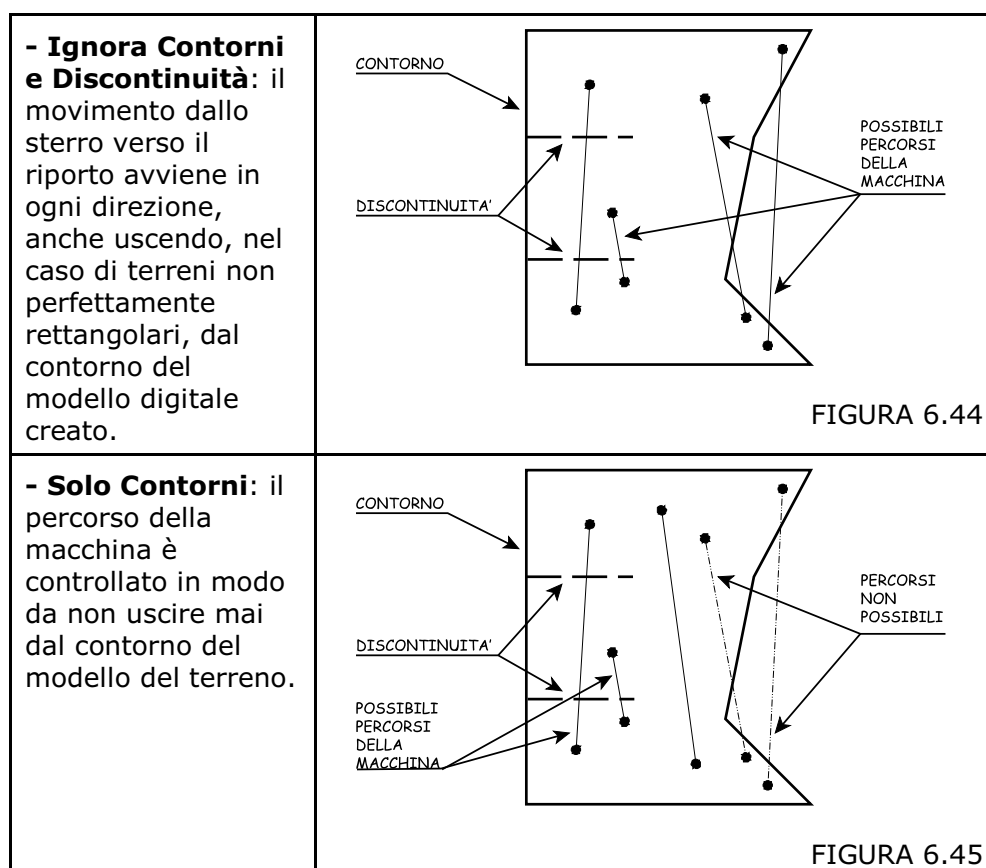 - Ignora Contorni
e Discontinuità: il
movimento dallo
sterro verso il
riporto avviene in
ogni direzione,
anche uscendo, nel
caso di terreni non
perfettamente
rettangolari, dal
contorno del
modello digitale
creato.
CONTORNO
DISCONTINUITA'
POSSIBILI
PERCORSI
DELLA
MACCHINA
FIGURA 6.44
- Solo Contorni: il
percorso della
macchina è
controllato in modo
da non uscire mai
dal contorno del
modello del terreno.
CONTORNO
DISCONTINUITA'
POSSIBILI
PERCORSI
DELLA
MACCHINA
PERCORSI
NON
POSSIBILI
FIGURA 6.45